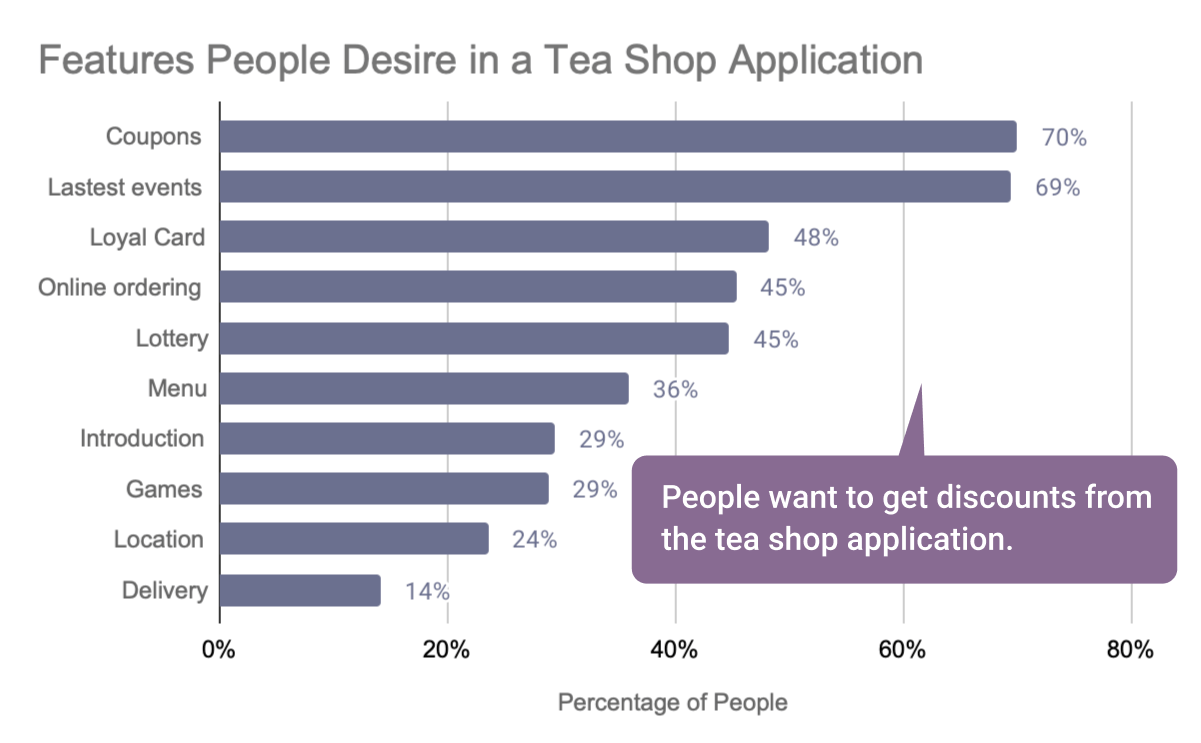 Features People Desire in a Tea Shop Application
Coupons 70%
Lastest events 69%
Loyal Card 48%
Online ordering 45%
Lottery 45%
Menu 36%
Introduction 29%
Games 29%
Location 24%
Delivery 14%
People want to get discounts from
the tea shop application.
0% 20% 40% 60% 80%
Percentage of People